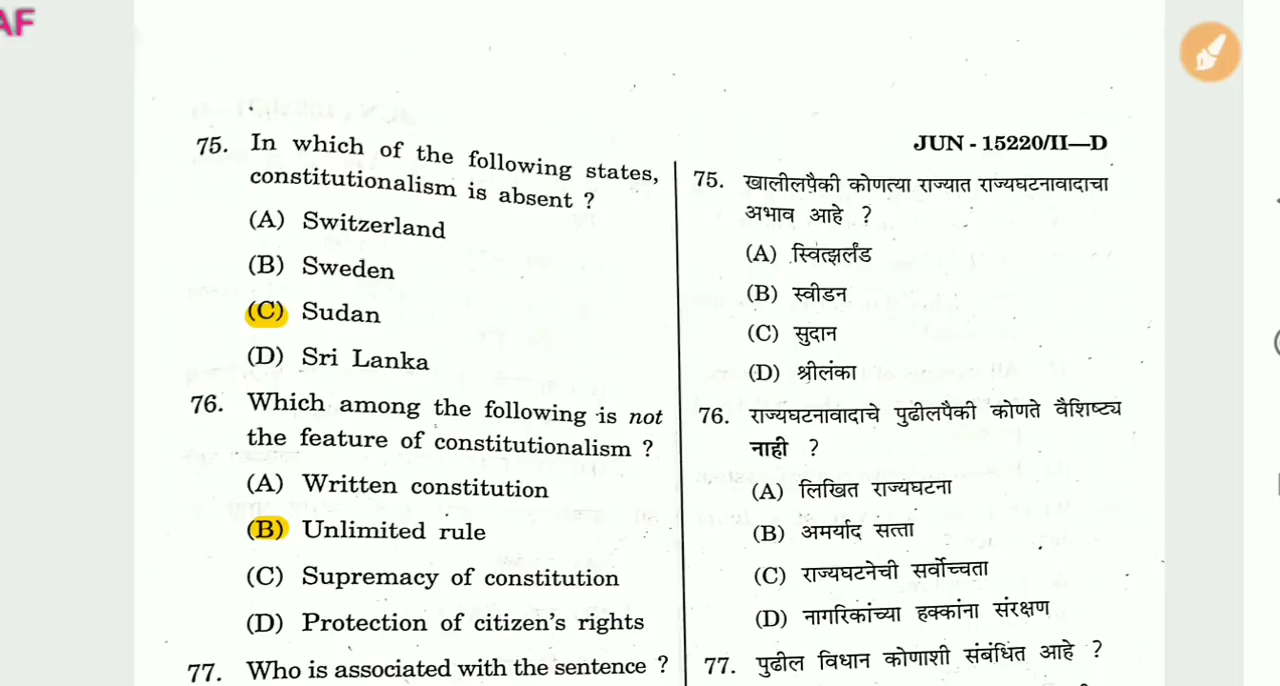 AF
JUN - 15220/II—D
75. In which of the following states,
constitutionalism is absent ?
(A) Switzerland
(B) Sweden
(C) Sudan
(D) Sri Lanka
76. Which among the following is not
the feature of constitutionalism ?
(A) Written constitution
(B) Unlimited rule
(C) Supremacy of constitution
(D) Protection of citizen's rights
77. Who is associated with the sentence ?
75. खालीलपैकी कोणत्या राज्यात राज्यघटनावादाचा
अभाव आहे ?
(A) स्वित्झर्लंड
(B) स्वीडन
(C) सुदान
(D) श्रीलंका
76. राज्यघटनावादाचे पुढीलपैकी कोणते वैशिष्ट्य
नाही ?
(A) लिखित राज्यघटना
(B) अमर्याद सत्ता
(C) राज्यघटनेची सर्वोच्चता
(D) नागरिकांच्या हक्कांना संरक्षण
77. पुढील विधान कोणाशी संबंधित आहे ?